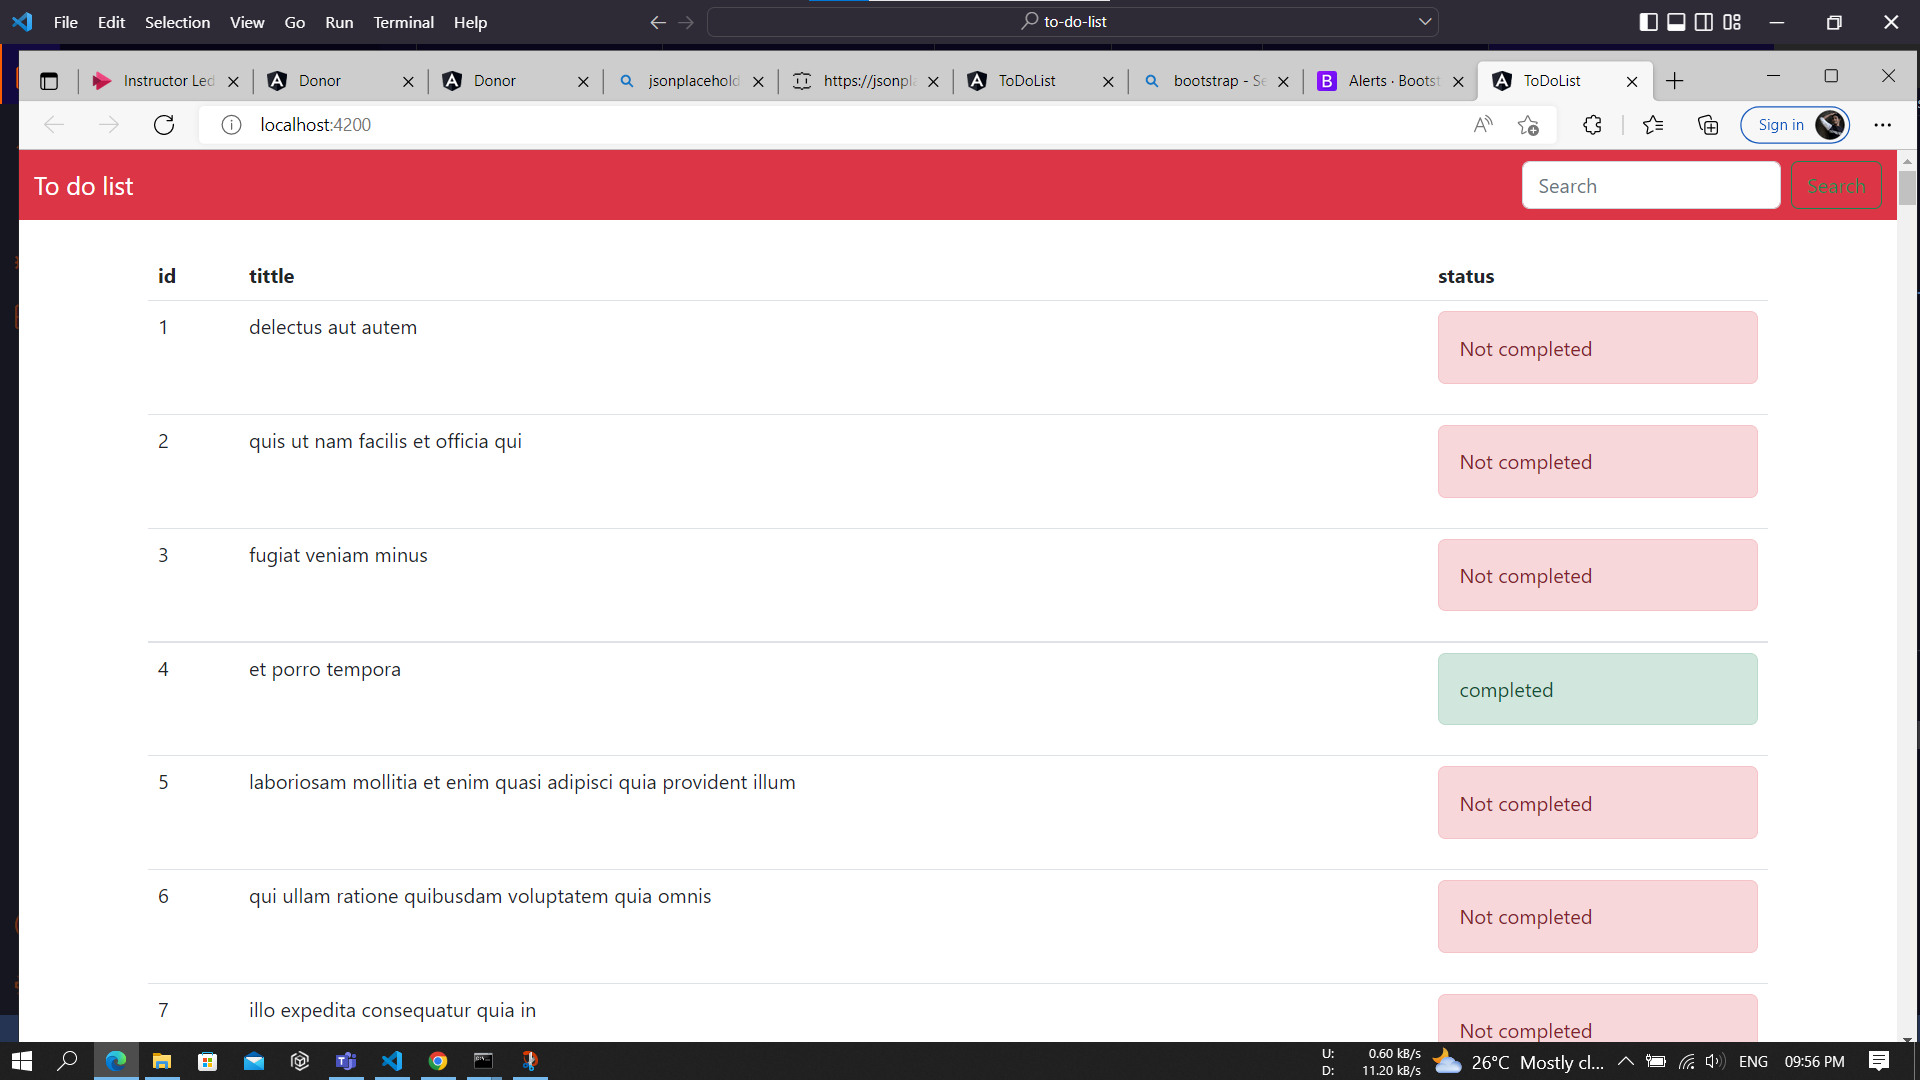 File Edit Selection View Go Run Terminal Help
to-do-list
Instructor Led
Donor
Donor
jsonplacehold
https://jsonpla
ToDoList
bootstrap - Se
Alerts · Bootst
ToDoList
localhost:4200
Sign in
To do list
Search
Search
id tittle status
1 delectus aut autem Not completed
2 quis ut nam facilis et officia qui Not completed
3 fugiat veniam minus Not completed
4 et porro tempora completed
5 laboriosam mollitia et enim quasi adipisci quia provident illum Not completed
6 qui ullam ratione quibusdam voluptatem quia omnis Not completed
7 illo expedita consequatur quia in Not completed
U: 0.60 kB/s
D: 11.20 kB/s
26°C Mostly cl...
ENG
09:56 PM